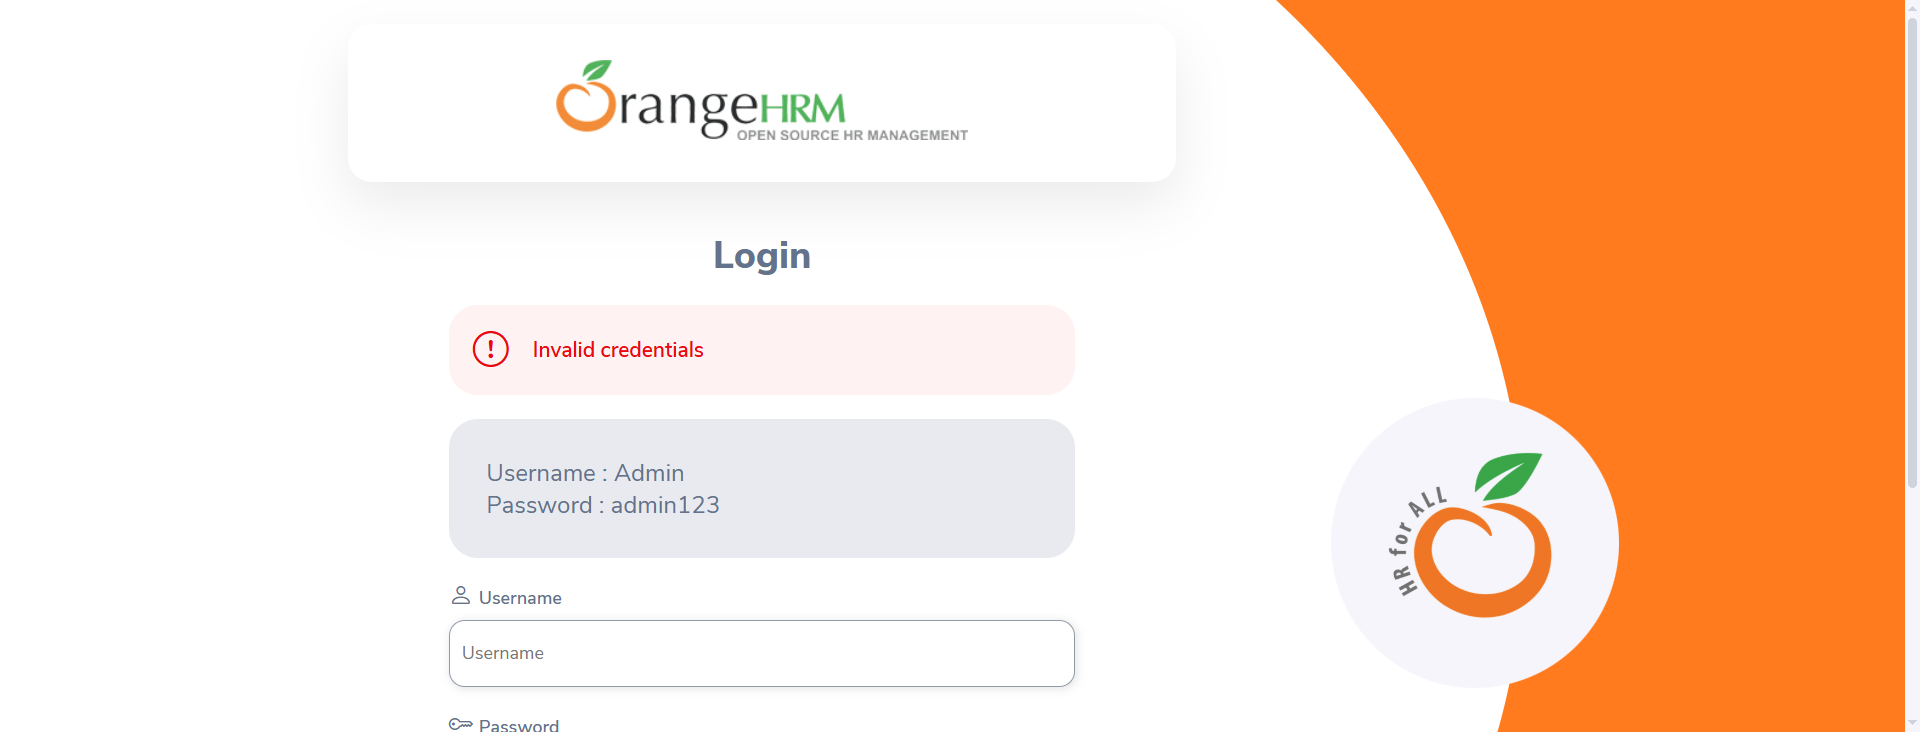 OrangeHRM
OPEN SOURCE HR MANAGEMENT
Login
Invalid credentials
Username : Admin
Password : admin123
Username
Username
Password
HR for ALL